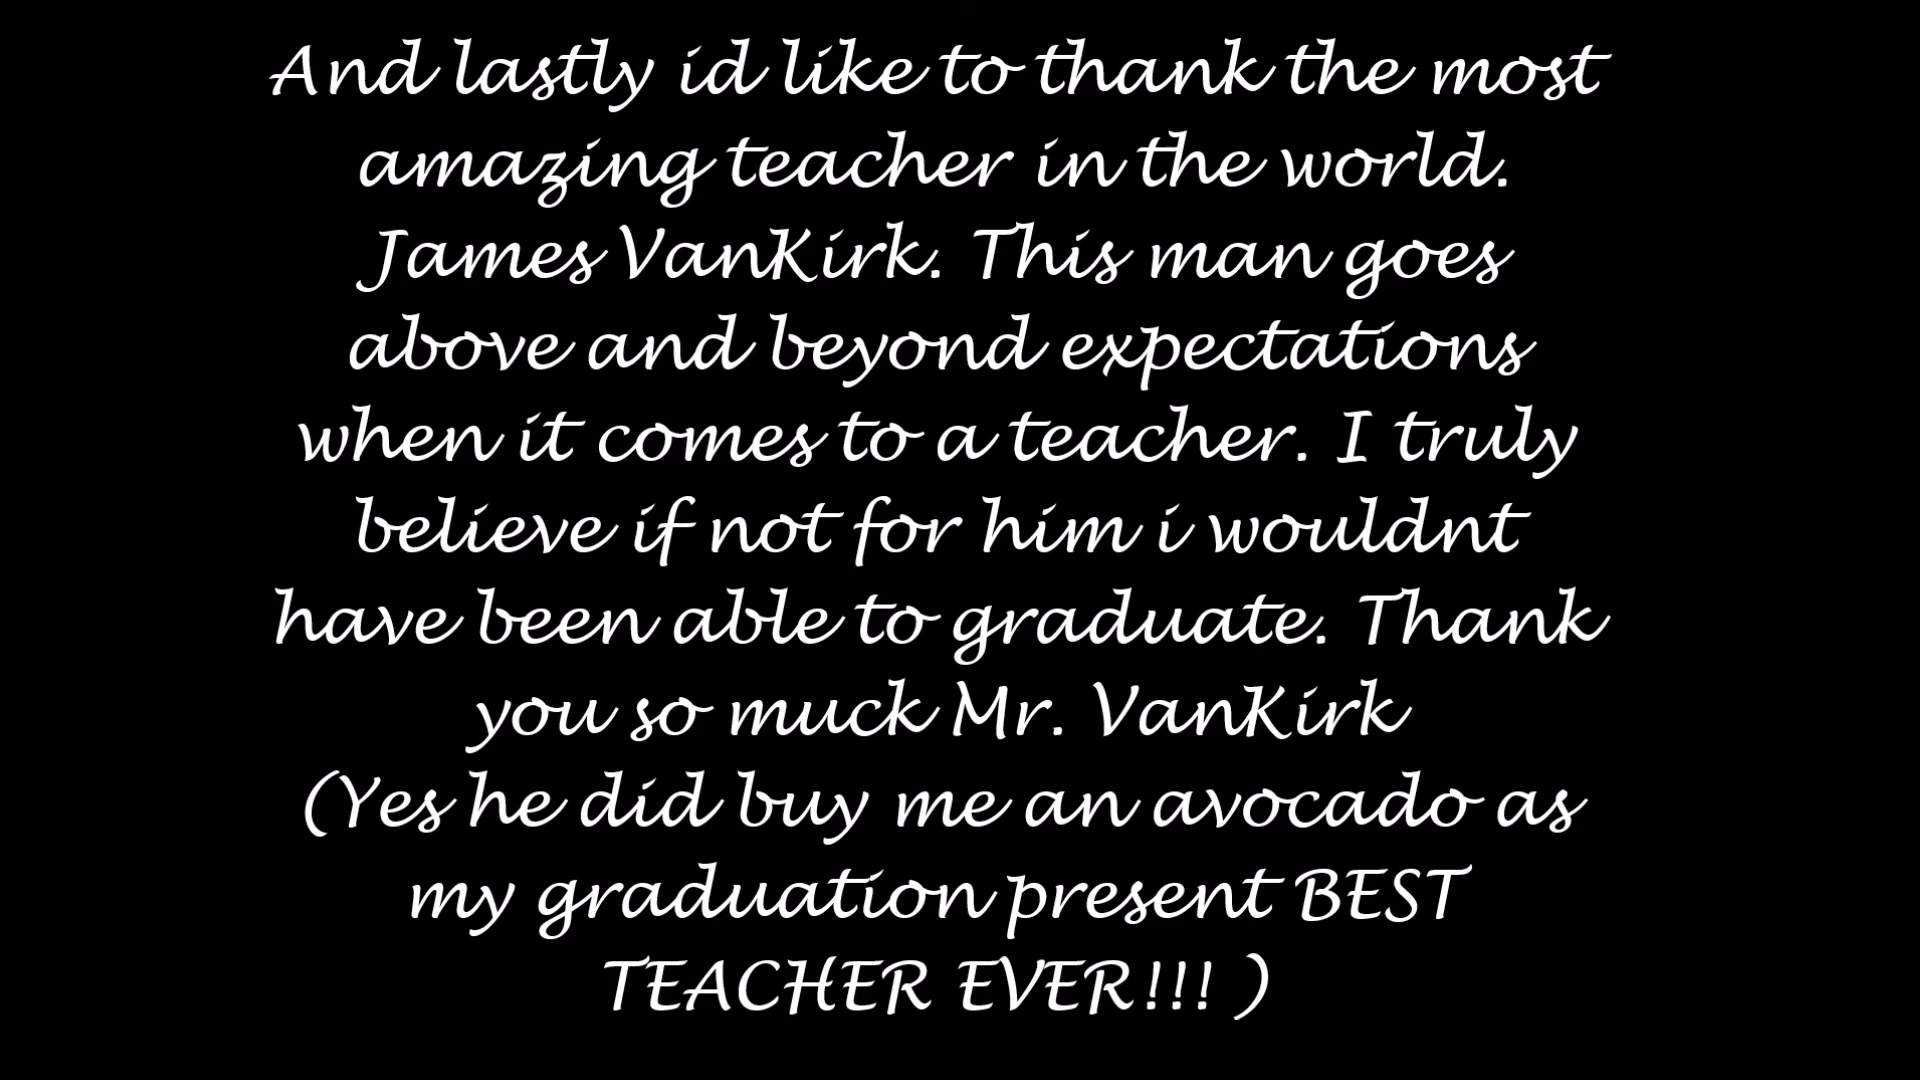 And lastly id like to thank the most
amazing teacher in the world.
James VanKirk. This man goes
above and beyond expectations
when it comes to a teacher. I truly
believe if not for him i wouldnt
have been able to graduate. Thank
you so muck Mr. VanKirk
(Yes he did buy me an avocado as
my graduation present BEST
TEACHER EVER!!! )